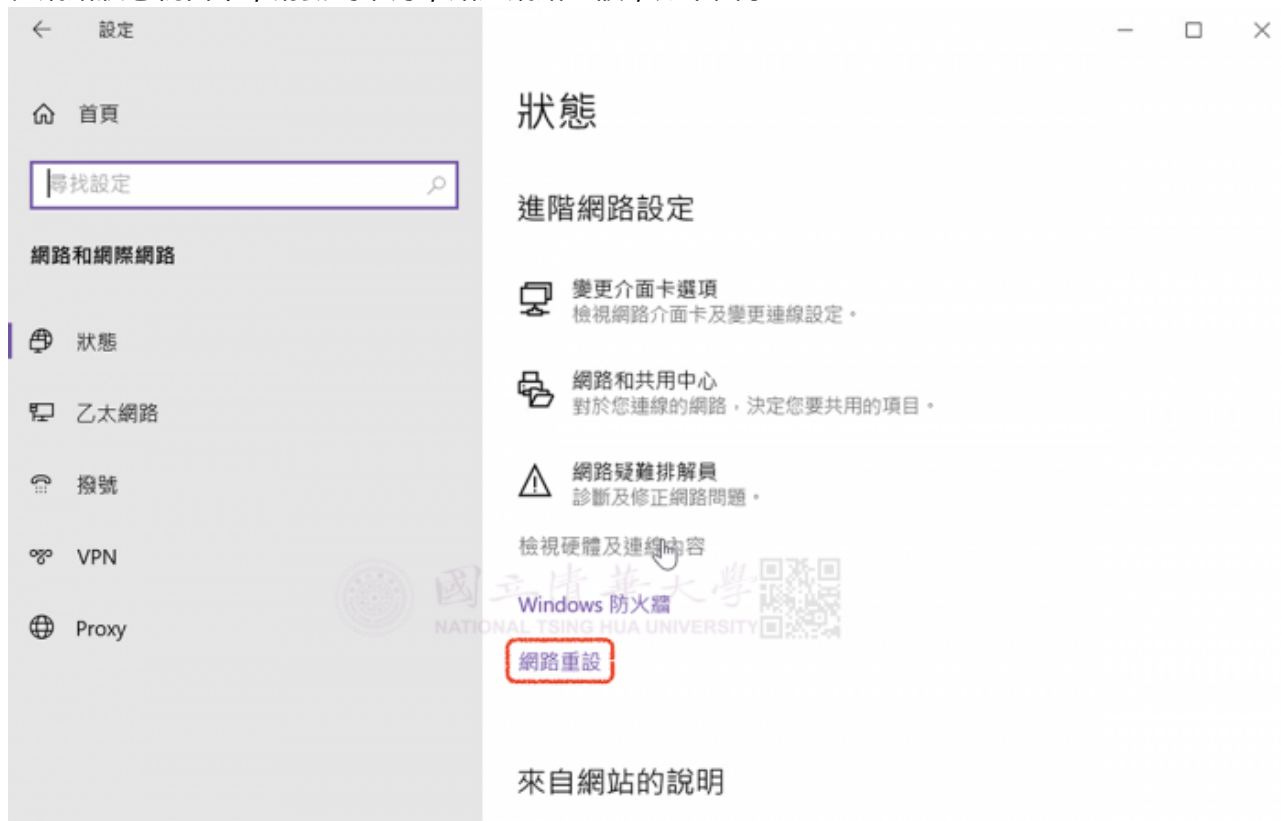 設定
首頁
尋找設定
網路和網際網路
狀態
乙太網路
撥號
VPN
Proxy
狀態
進階網路設定
變更介面卡選項
檢視網路介面卡及變更連線設定。
網路和共用中心
對於您連線的網路，決定您要共用的項目。
網路疑難排解員
診斷及修正網路問題。
檢視硬體及連線內容
國立清華大學
NATIONAL TSING HUA UNIVERSITY
Windows 防火牆
網路重設
來自網站的說明